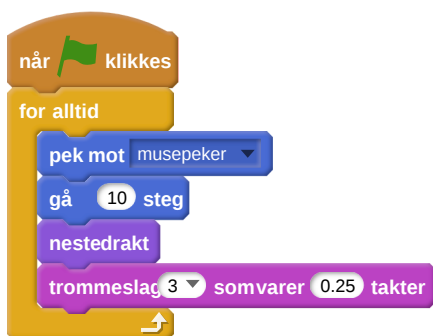 når klikkes
for alltid
pek mot musepeker
gå 10 steg
nestedrakt
trommeslag 3 somvarer 0.25 takter